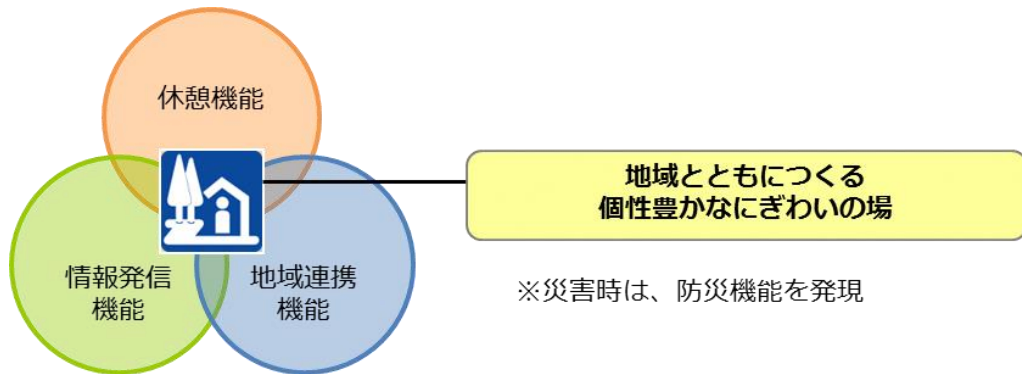 休憩機能
地域とともにつくる
個性豊かなにぎわいの場
情報発信
機能
地域連携
機能
※災害時は、防災機能を発現